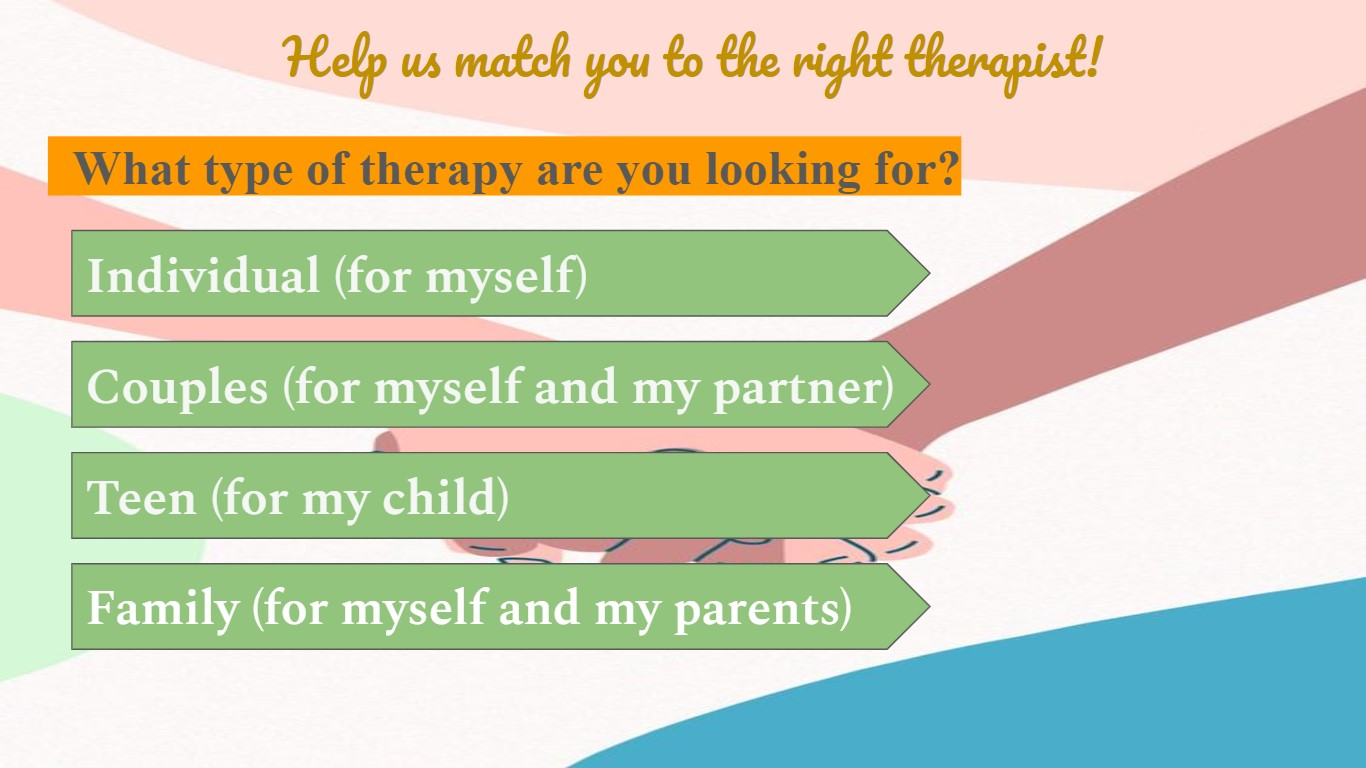 Help us match you to the right therapist!
What type of therapy are you looking for?
Individual (for myself)
Couples (for myself and my partner)
Teen (for my child)
Family (for myself and my parents)